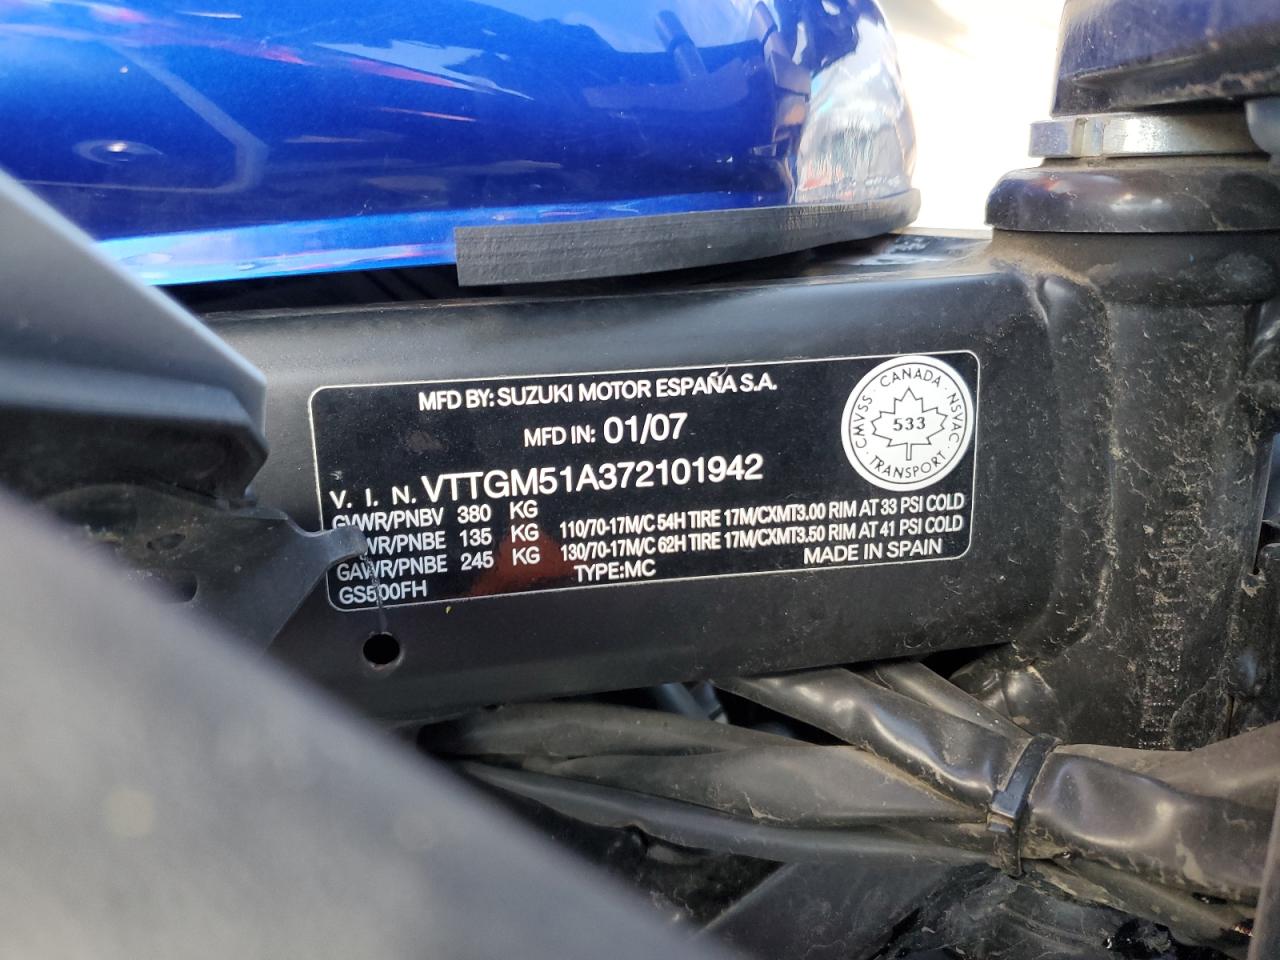 MFD BY: SUZUKI MOTOR ESPAÑA S.A.
MFD IN: 01/07
V. I. N. VTTGM51A372101942
GVWR/PNBV 380 KG
WR/PNBE 135 KG 110/70-17M/C 54H TIRE 17M/CXMT3.00 RIM AT 33 PSI COLD
GAWR/PNBE 245 KG 130/70-17M/C 62H TIRE 17M/CXMT3.50 RIM AT 41 PSI COLD
GS500FH TYPE:MC MADE IN SPAIN
CANADA
CMVSS · NSVAC
533
TRANSPORT